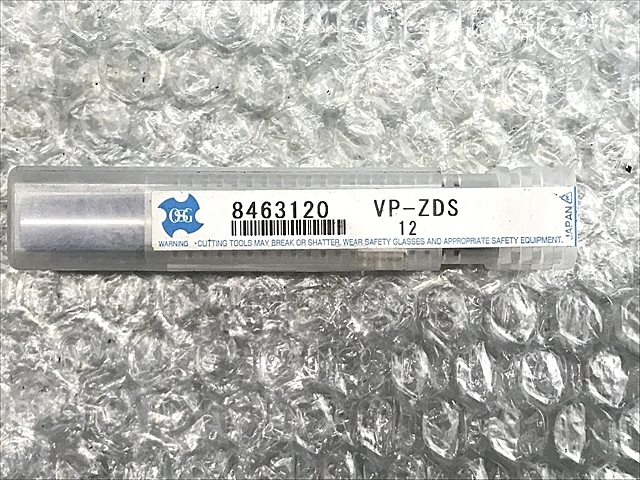 OSG
8463120 VP-ZDS
12
WARNING ・CUTTING TOOLS MAY BREAK OR SHATTER, WEAR SAFETY GLASSES AND APPROPRIATE SAFETY EQUIPMENT.
JAPAN